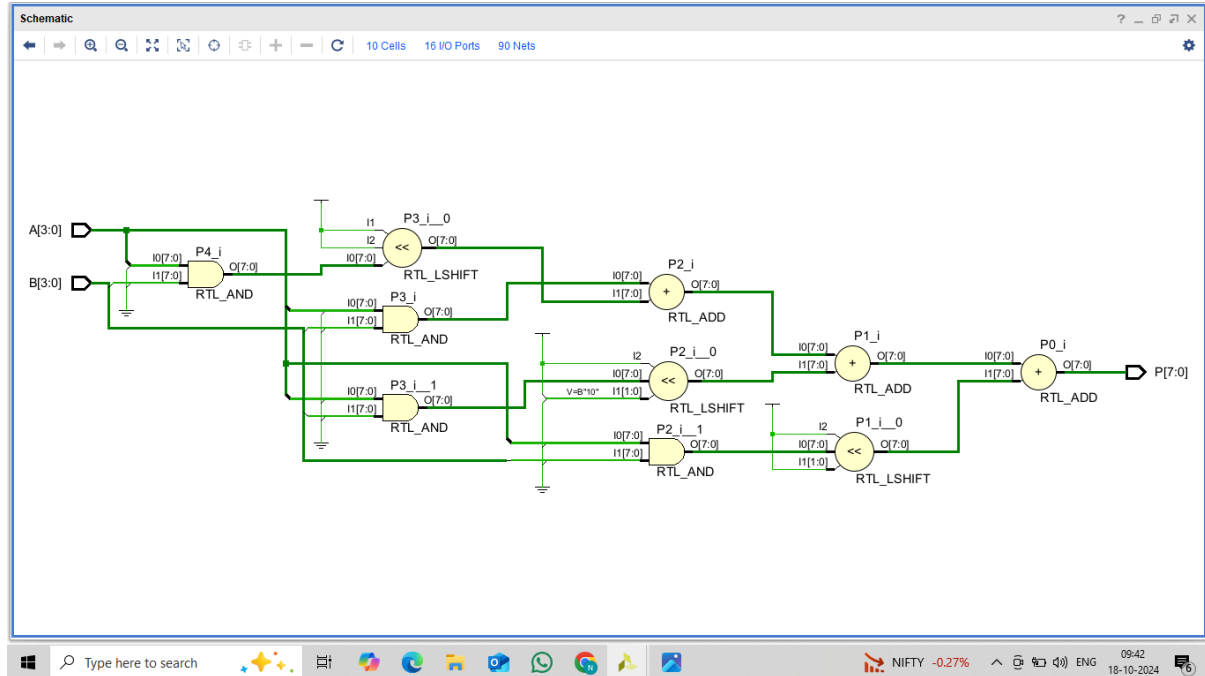 Schematic
? _
10 Cells 16 I/O Ports 90 Nets
A[3:0]
B[3:0]
I0[7:0]
I1[7:0]
P4_i
O[7:0]
RTL_AND
I1
I2
I0[7:0]
P3_i__0
<<
O[7:0]
RTL_LSHIFT
I0[7:0]
I1[7:0]
P3_i
O[7:0]
RTL_AND
I0[7:0]
I1[7:0]
P3_i__1
O[7:0]
RTL_AND
I0[7:0]
I1[7:0]
P2_i
+
O[7:0]
RTL_ADD
I2
I0[7:0]
V=B"10" I1[1:0]
P2_i__0
<<
O[7:0]
RTL_LSHIFT
I0[7:0]
I1[7:0]
P2_i__1
O[7:0]
RTL_AND
I0[7:0]
I1[7:0]
P1_i
+
O[7:0]
RTL_ADD
I2
I0[7:0]
I1[1:0]
P1_i__0
<<
O[7:0]
RTL_LSHIFT
I0[7:0]
I1[7:0]
P0_i
+
O[7:0]
RTL_ADD
P[7:0]
Type here to search
NIFTY -0.27%
ENG
09:42
18-10-2024
6